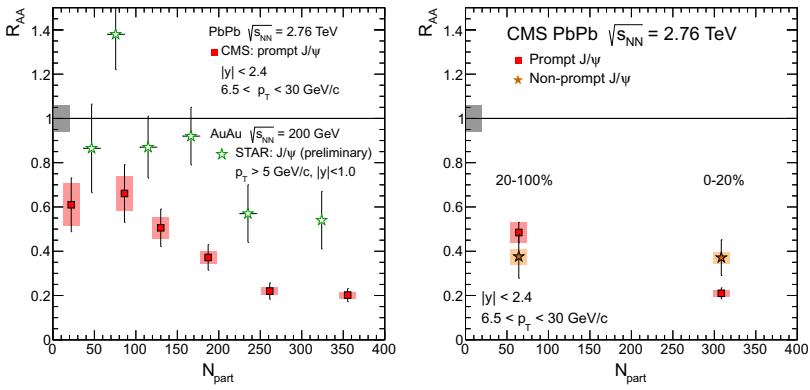 R_AA
1.4
1.2
1
0.8
0.6
0.4
0.2
0
0 50 100 150 200 250 300 350 400
N_part
PbPb √s_NN = 2.76 TeV
CMS: prompt J/ψ
|y| < 2.4
6.5 < p_T < 30 GeV/c
AuAu √s_NN = 200 GeV
STAR: J/ψ (preliminary)
p_T > 5 GeV/c, |y|<1.0
R_AA
1.4
1.2
1
0.8
0.6
0.4
0.2
0
0 50 100 150 200 250 300 350 400
N_part
CMS PbPb √s_NN = 2.76 TeV
Prompt J/ψ
Non-prompt J/ψ
20-100%
0-20%
|y| < 2.4
6.5 < p_T < 30 GeV/c